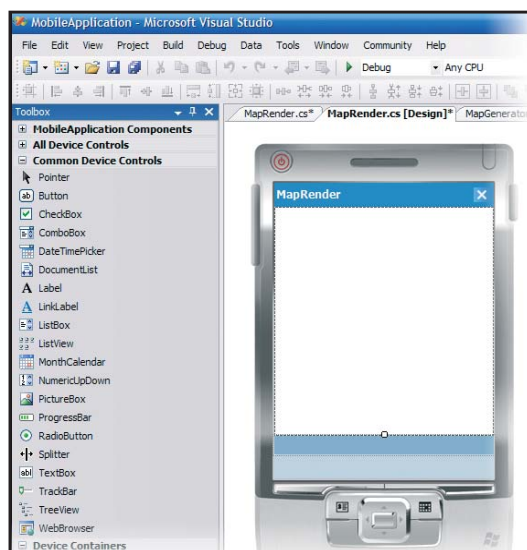 MobileApplication - Microsoft Visual Studio
File Edit View Project Build Debug Data Tools Window Community Help
Debug Any CPU
Toolbox
MobileApplication Components
All Device Controls
Common Device Controls
Pointer
Button
CheckBox
ComboBox
DateTimePicker
DocumentList
A Label
A LinkLabel
ListBox
ListView
MonthCalendar
NumericUpDown
PictureBox
ProgressBar
RadioButton
Splitter
abl TextBox
TrackBar
TreeView
WebBrowser
Device Containers
MapRender.cs* MapRender.cs [Design]* MapGenerator
MapRender